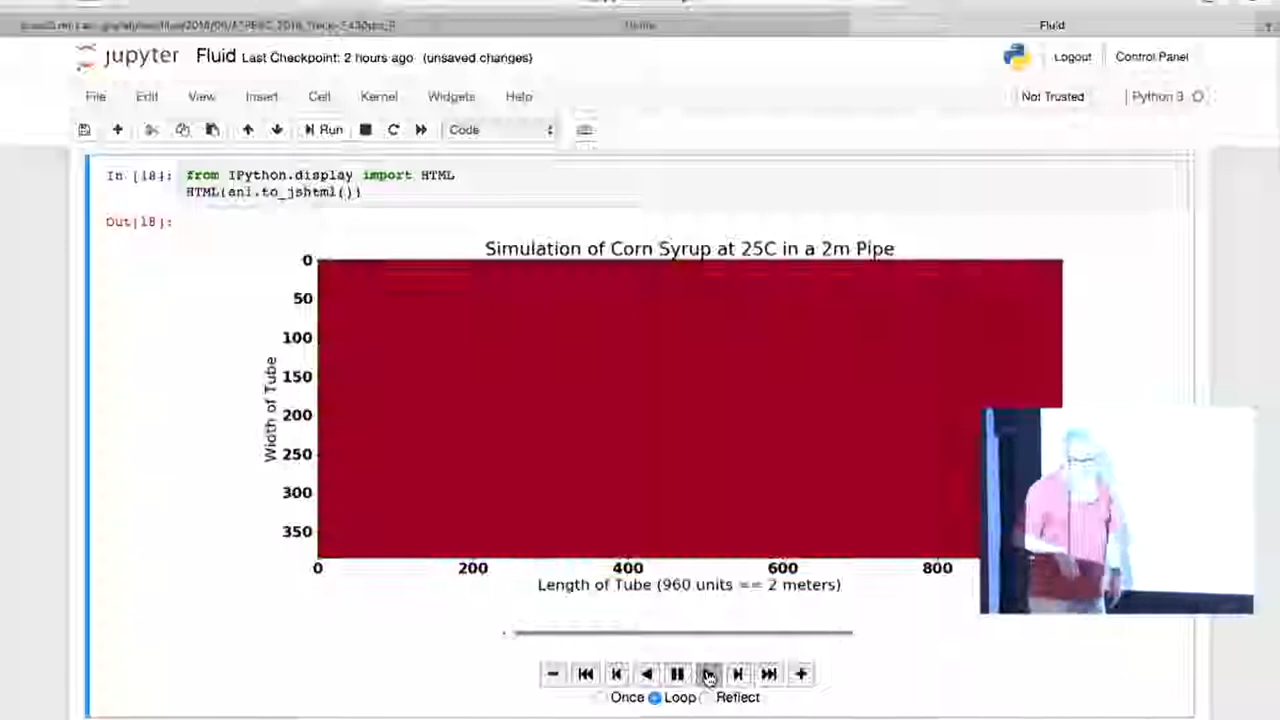 Fluid
jupyter Fluid Last Checkpoint: 2 hours ago (unsaved changes)
Logout Control Panel
File Edit View Insert Cell Kernel Widgets Help
Not Trusted Python 3
Run Code
In [18]: from IPython.display import HTML
HTML(ani.to_jshtml())
Out[18]:
Simulation of Corn Syrup at 25C in a 2m Pipe
0
50
100
150
200
250
300
350
Width of Tube
0 200 400 600 800
Length of Tube (960 units == 2 meters)
Once Loop Reflect